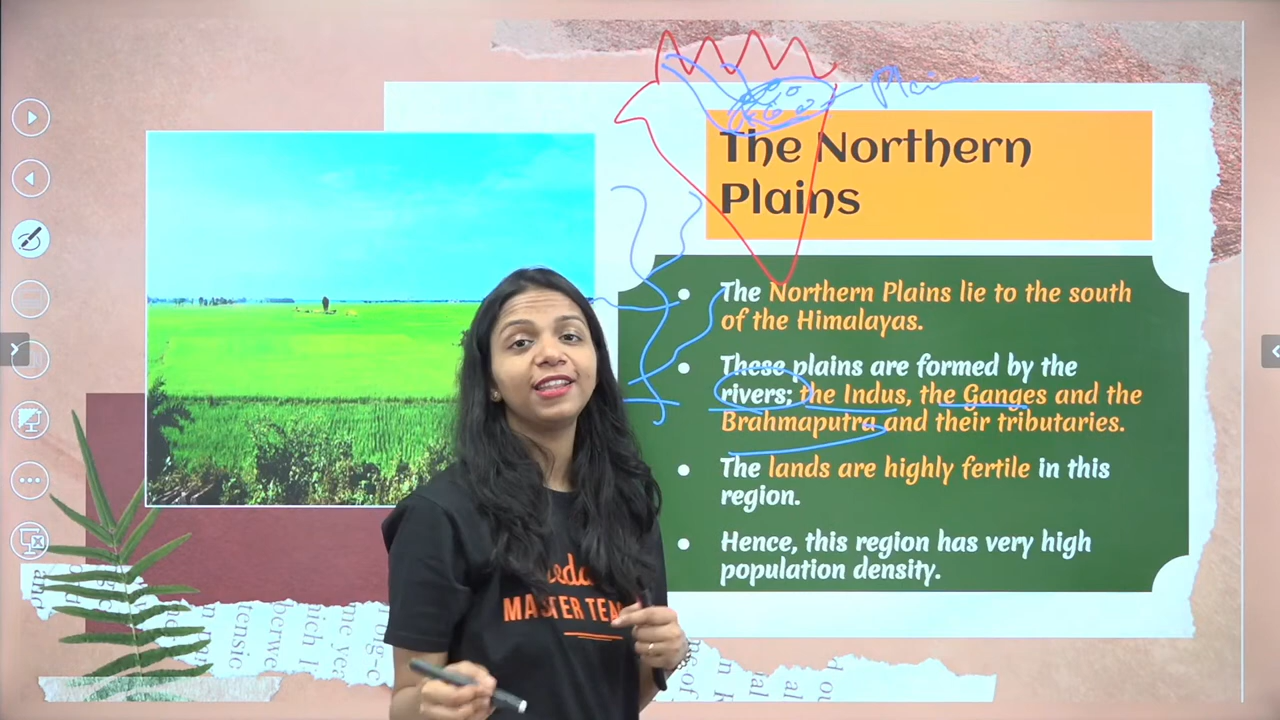 Plain
The Northern
Plains
The Northern Plains lie to the south
of the Himalayas.
These plains are formed by the
rivers; the Indus, the Ganges and the
Brahmaputra and their tributaries.
The lands are highly fertile in this
region.
Hence, this region has very high
population density.
MASTER TEA